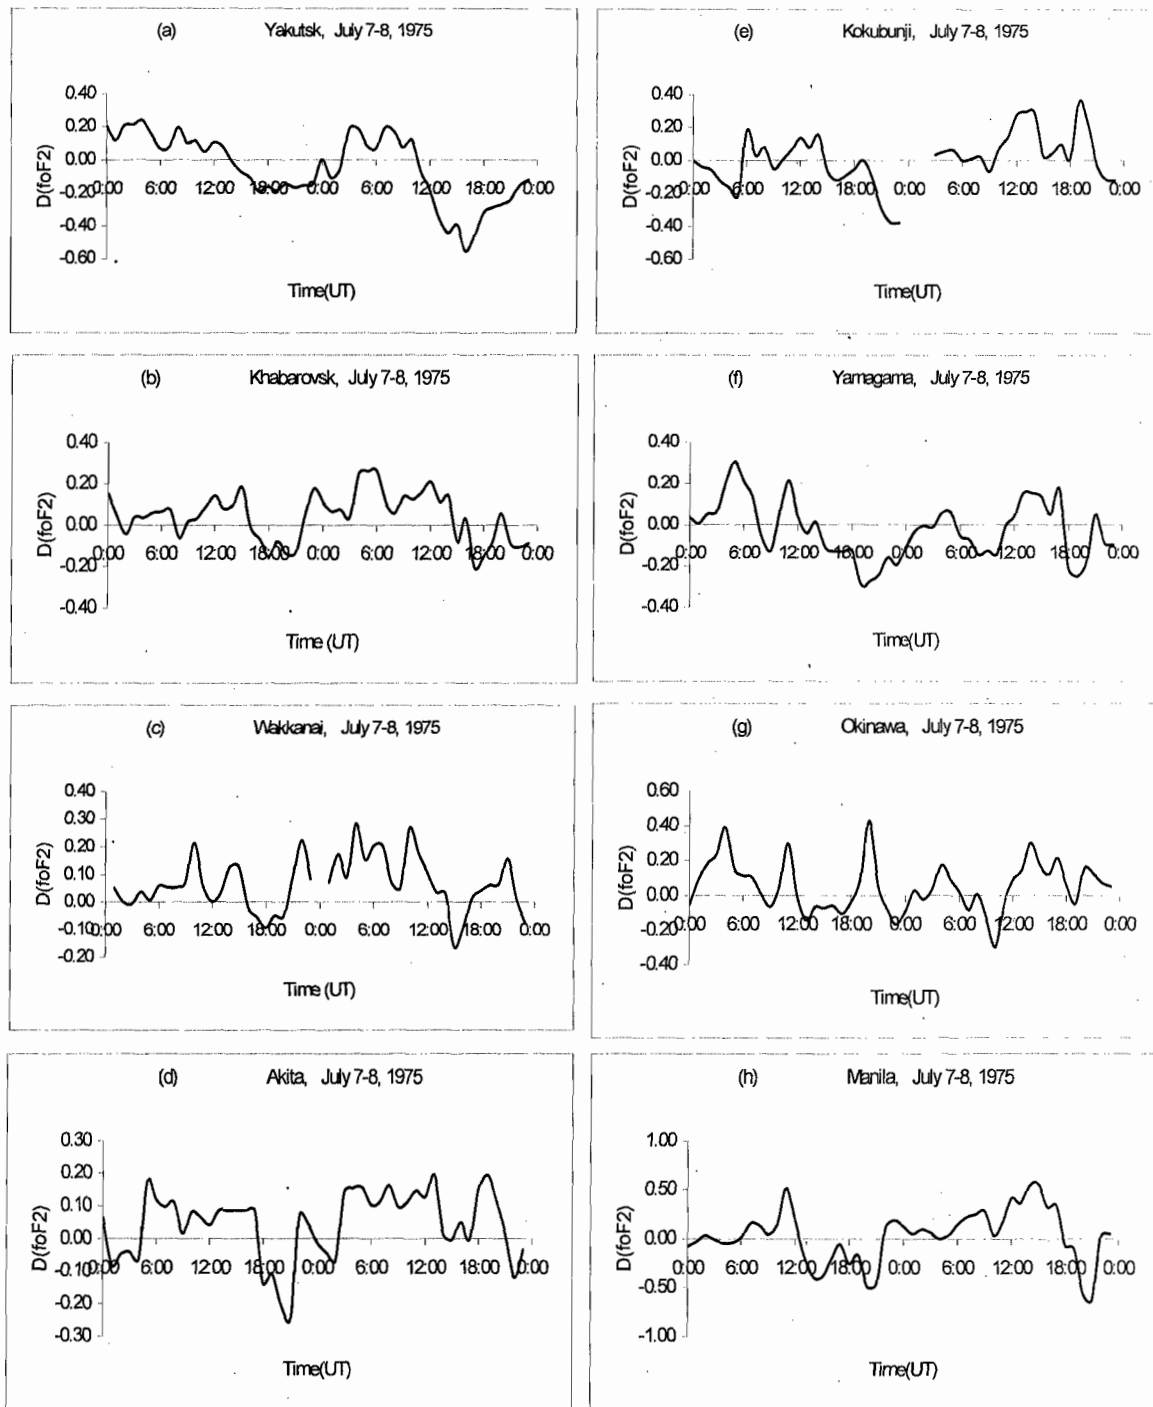 (a) Yakutsk, July 7-8, 1975
D(foF2)
0.40
0.20
0.00
-0.20
-0.40
-0.60
0:00 6:00 12:00 18:00 0:00 6:00 12:00 18:00 0:00
Time(UT)
(b) Khabarovsk, July 7-8, 1975
D(foF2)
0.40
0.20
0.00
-0.20
-0.40
0:00 6:00 12:00 18:00 0:00 6:00 12:00 18:00 0:00
Time (UT)
(c) Wakkanai, July 7-8, 1975
D(foF2)
0.40
0.30
0.20
0.10
0.00
-0.10
-0.20
0:00 6:00 12:00 18:00 0:00 6:00 12:00 18:00 0:00
Time (UT)
(d) Akita, July 7-8, 1975
D(foF2)
0.30
0.20
0.10
0.00
-0.10
-0.20
-0.30
0:00 6:00 12:00 18:00 0:00 6:00 12:00 18:00 0:00
Time(UT)
(e) Kokubunji, July 7-8, 1975
D(foF2)
0.40
0.20
0.00
-0.20
-0.40
-0.60
0:00 6:00 12:00 18:00 0:00 6:00 12:00 18:00 0:00
Time(UT)
(f) Yamagama, July 7-8, 1975
D(foF2)
0.40
0.20
0.00
-0.20
-0.40
0:00 6:00 12:00 18:00 0:00 6:00 12:00 18:00 0:00
Time(UT)
(g) Okinawa, July 7-8, 1975
D(foF2)
0.60
0.40
0.20
0.00
-0.20
-0.40
0:00 6:00 12:00 18:00 0:00 6:00 12:00 18:00 0:00
Time(UT)
(h) Manila, July 7-8, 1975
D(foF2)
1.00
0.50
0.00
-0.50
-1.00
0:00 6:00 12:00 18:00 0:00 6:00 12:00 18:00 0:00
Time(UT)